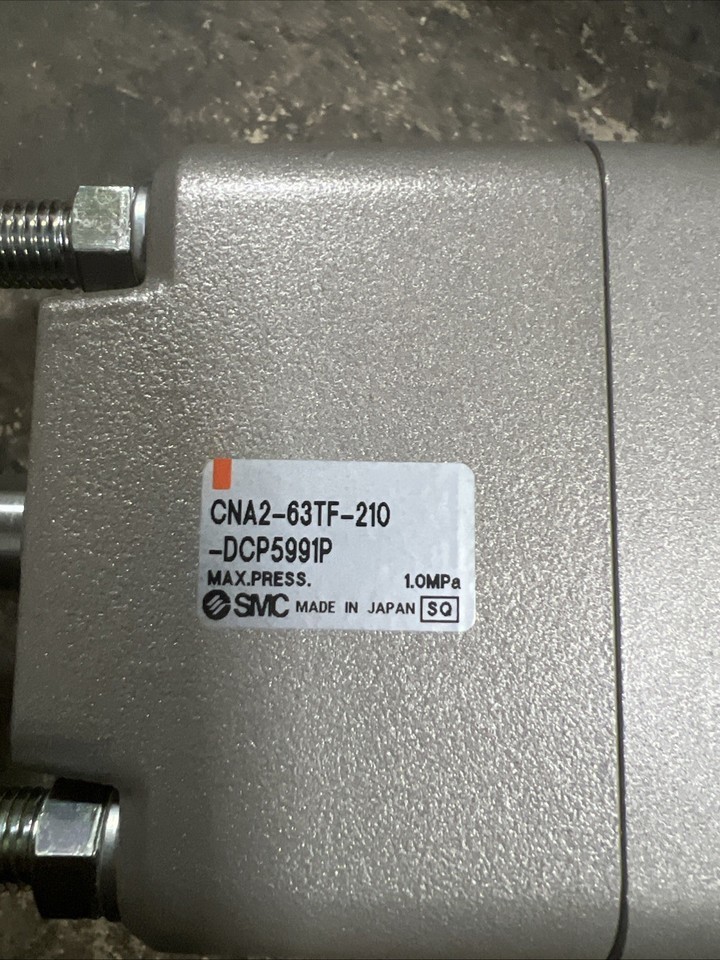 CNA2-63TF-210
-DCP5991P
MAX.PRESS. 1.0MPa
SMC MADE IN JAPAN SQ